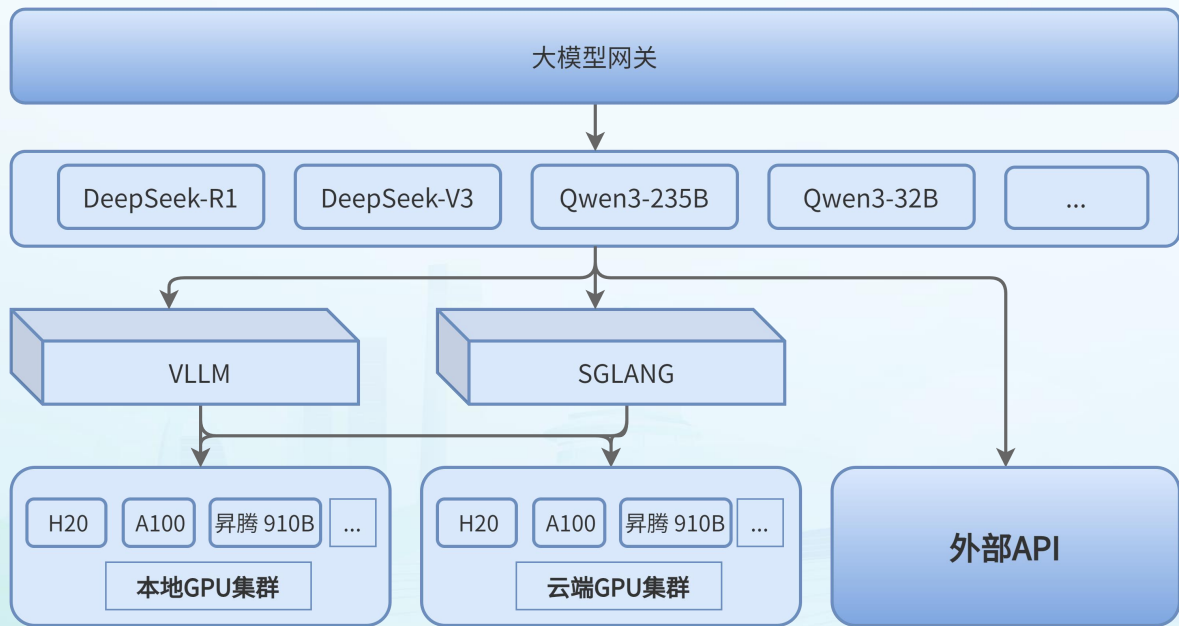 大模型网关
DeepSeek-R1 DeepSeek-V3 Qwen3-235B Qwen3-32B ...
VLLM SGLANG
H20 A100 昇腾 910B ... H20 A100 昇腾 910B ...
外部API
本地GPU集群 云端GPU集群